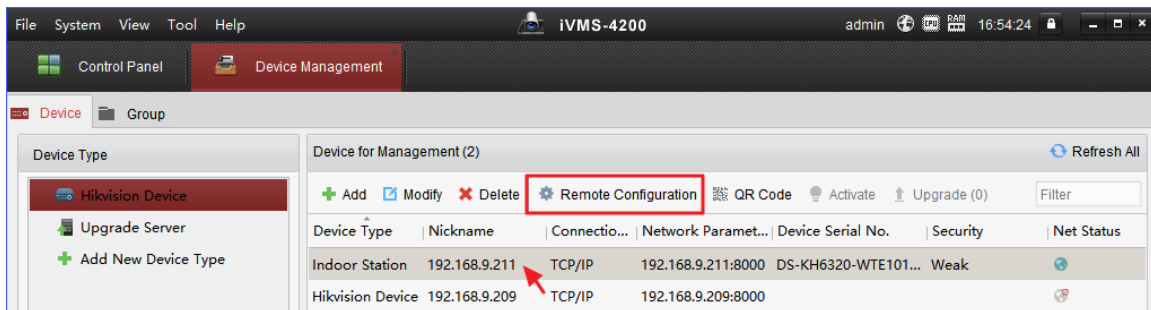 File System View Tool Help iVMS-4200 admin CPU RAM 16:54:24
Control Panel Device Management
Device Group
Device Type
Hikvision Device
Upgrade Server
Add New Device Type
Device for Management (2) Refresh All
Add Modify Delete Remote Configuration QR Code Activate Upgrade (0) Filter
Device Type Nickname Connectio... Network Paramet... Device Serial No. Security Net Status
Indoor Station 192.168.9.211 TCP/IP 192.168.9.211:8000 DS-KH6320-WTE101... Weak
Hikvision Device 192.168.9.209 TCP/IP 192.168.9.209:8000